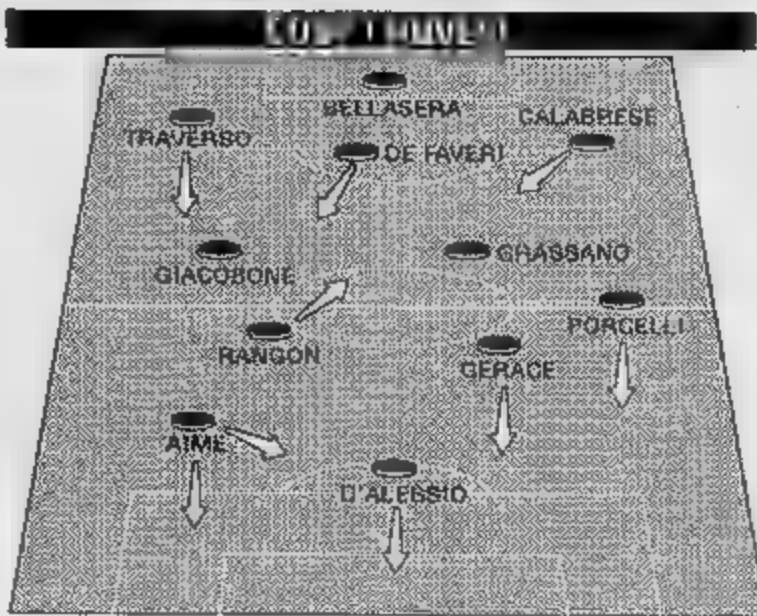 BELLASERA
CALABRESE
TRAVERSO
DE FAVERI
GIACOBONE
GRASSANO
PORCELLI
RANGON
GERACE
AIME
D'ALESSIO